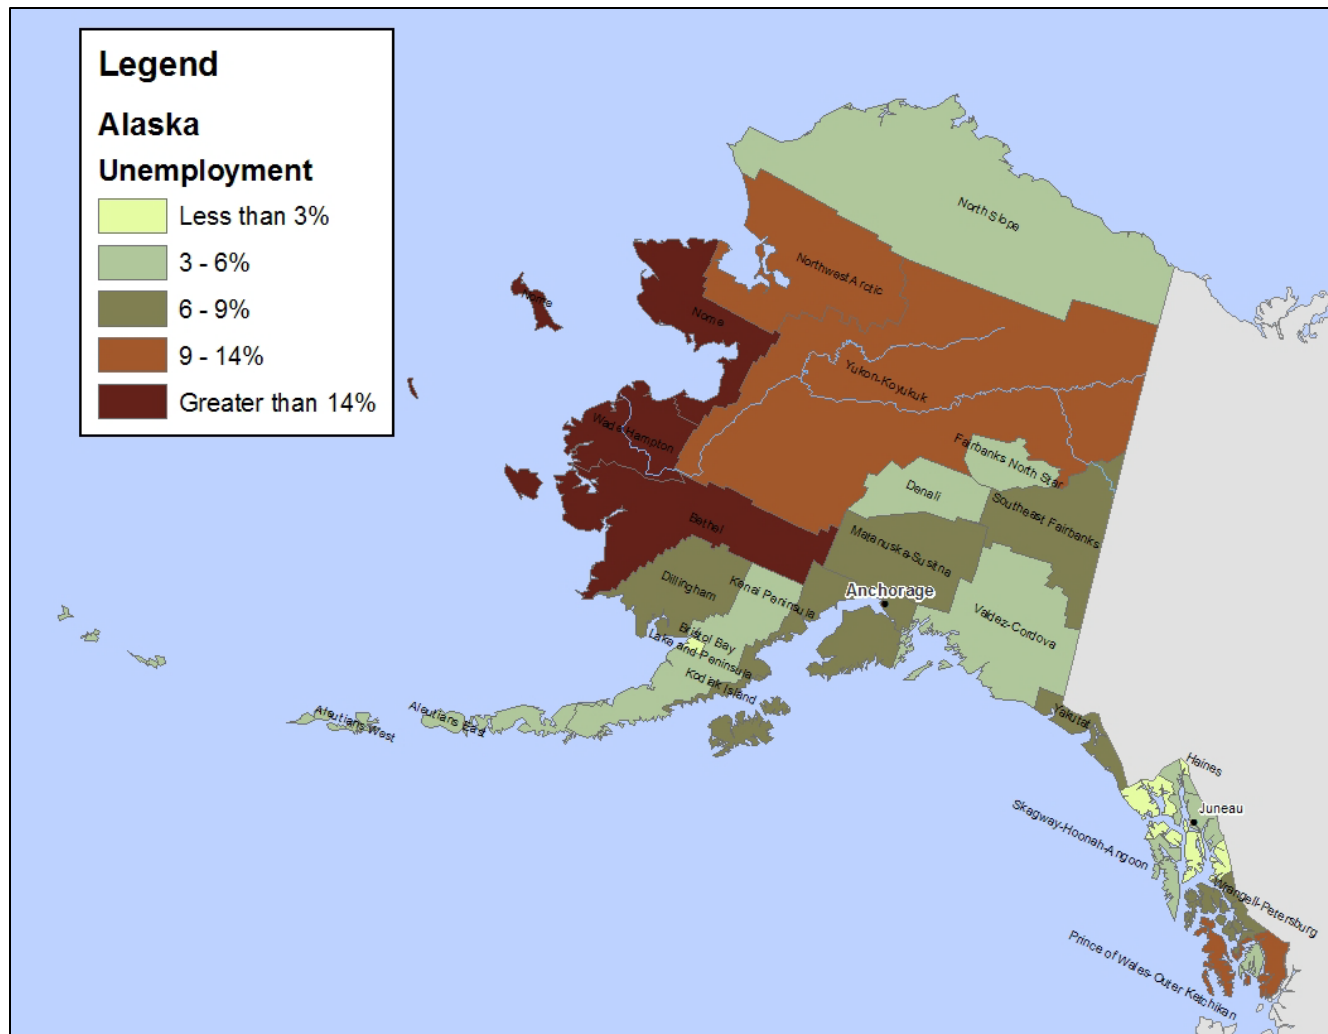 Legend
Alaska
Unemployment
Less than 3%
3 - 6%
6 - 9%
9 - 14%
Greater than 14%
North Slope
Northwest Arctic
Nome
Nome
Yukon-Koyukuk
Wade Hampton
Fairbanks North Star
Denali
Southeast Fairbanks
Bethel
Matanuska-Susitna
Dillingham
Kenai Peninsula
Anchorage
Valdez-Cordova
Bristol Bay
Lake and Peninsula
Kodiak Island
Aleutians West
Aleutians East
Yakutat
Haines
Juneau
Skagway-Hoonah-Angoon
Wrangell-Petersburg
Prince of Wales-Outer Ketchikan